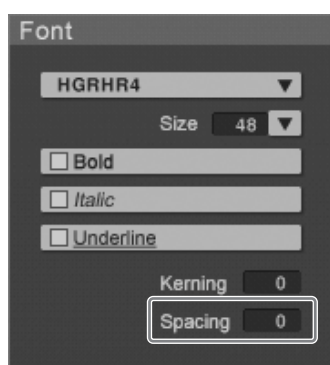 Font
HGRHR4
Size 48
Bold
Italic
Underline
Kerning 0
Spacing 0